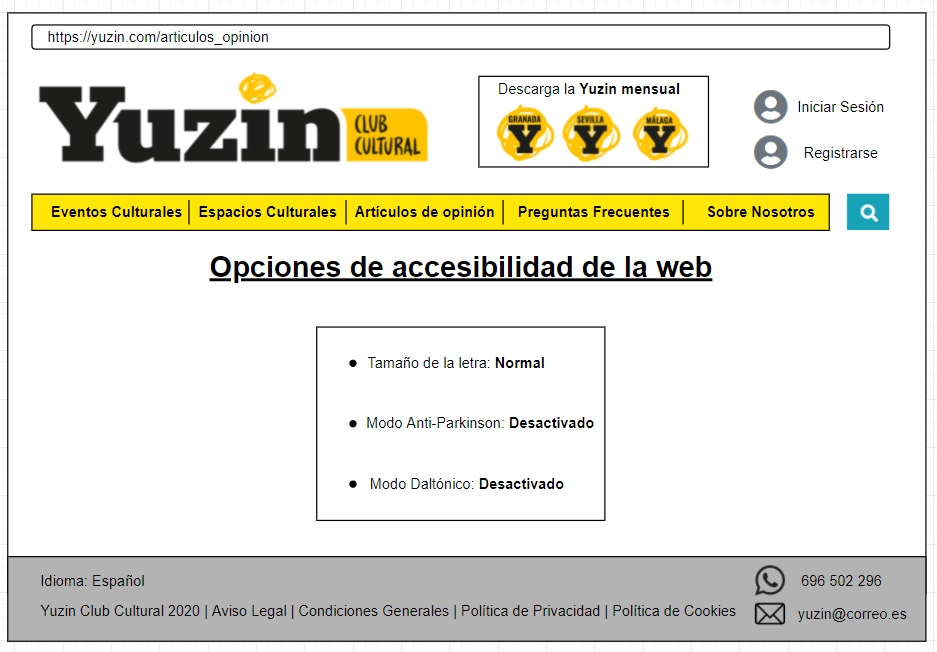 https://yuzin.com/articulos_opinion
Yuzin
CLUB
CULTURAL
Descarga la Yuzin mensual
GRANADA
Y
SEVILLA
Y
MÁLAGA
Y
Iniciar Sesión
Registrarse
Eventos Culturales | Espacios Culturales | Artículos de opinión | Preguntas Frecuentes | Sobre Nosotros
Opciones de accesibilidad de la web
Tamaño de la letra: Normal
Modo Anti-Parkinson: Desactivado
Modo Daltónico: Desactivado
Idioma: Español
696 502 296
Yuzin Club Cultural 2020 | Aviso Legal | Condiciones Generales | Política de Privacidad | Política de Cookies
yuzin@correo.es